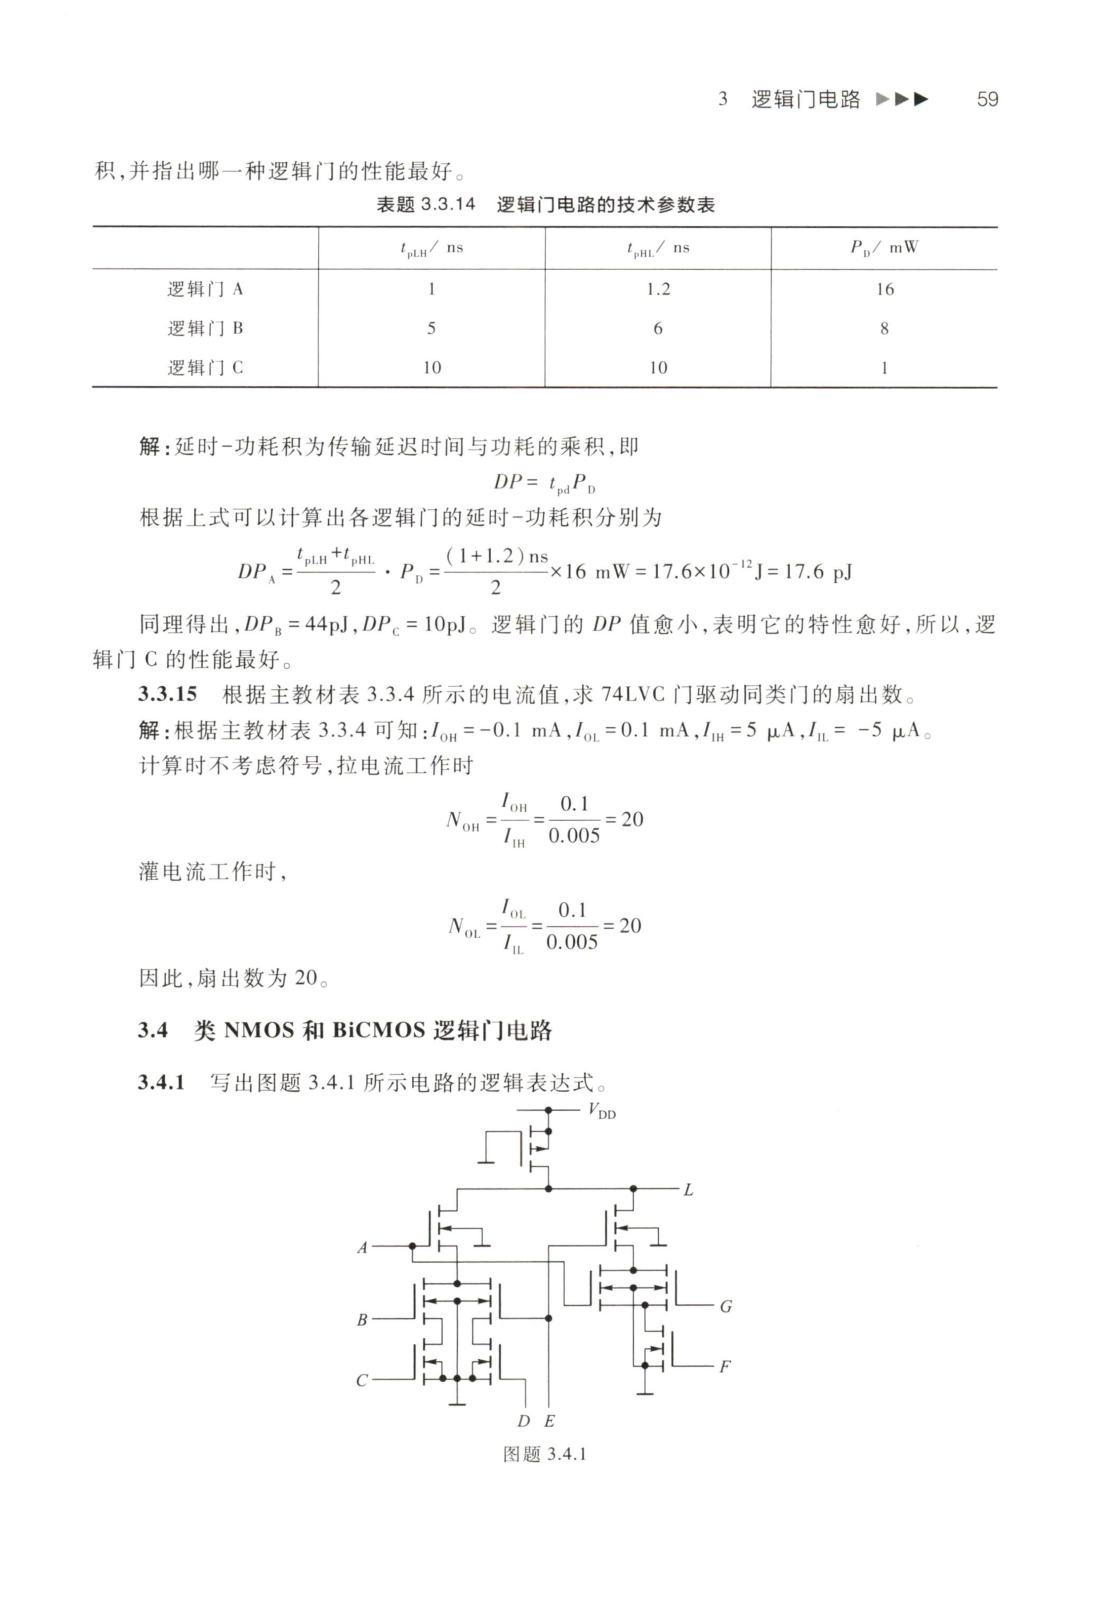 3 逻辑门电路 ▶▶▶ 59
积,并指出哪一种逻辑门的性能最好。
表题 3.3.14 逻辑门电路的技术参数表
t_pLH/ ns t_pHL/ ns P_D/ mW
逻辑门 A 1 1.2 16
逻辑门 B 5 6 8
逻辑门 C 10 10 1
解:延时-功耗积为传输延迟时间与功耗的乘积,即
DP= t_pd P_D
根据上式可以计算出各逻辑门的延时-功耗积分别为
DP_A = (t_pLH+t_pHL)/2 · P_D = (1+1.2)ns/2 ×16 mW=17.6×10^-12 J=17.6 pJ
同理得出,DP_B=44pJ,DP_C=10pJ。逻辑门的 DP 值愈小,表明它的特性愈好,所以,逻
辑门 C 的性能最好。
3.3.15 根据主教材表 3.3.4 所示的电流值,求 74LVC 门驱动同类门的扇出数。
解:根据主教材表 3.3.4 可知:I_OH=-0.1 mA,I_OL=0.1 mA,I_IH=5 μA,I_IL= -5 μA。
计算时不考虑符号,拉电流工作时
N_OH = I_OH/I_IH = 0.1/0.005 = 20
灌电流工作时,
N_OL = I_OL/I_IL = 0.1/0.005 = 20
因此,扇出数为 20。
3.4 类 NMOS 和 BiCMOS 逻辑门电路
3.4.1 写出图题 3.4.1 所示电路的逻辑表达式。
V_DD
L
A
B
G
C
F
D E
图题 3.4.1